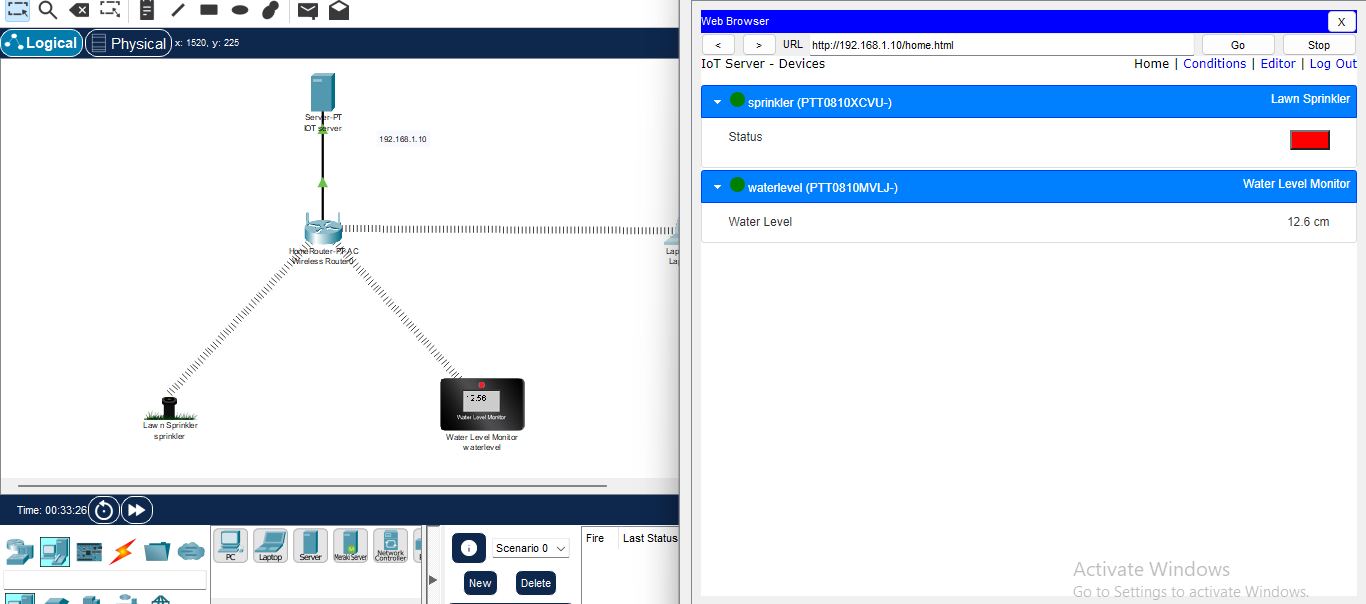 Logical
Physical
x: 1520, y: 225
Server-PT
IOT server
192.168.1.10
HomeRouter-PT-AC
Wireless Router0
Lap
La
12.56
Water Level Monitor
Lawn Sprinkler
sprinkler
Water Level Monitor
waterlevel
Time: 00:33:26
PC
Laptop
Server
Meraki Server
Network
Controller
Scenario 0
New
Delete
Fire
Last Status
Web Browser
X
<
>
URL
http://192.168.1.10/home.html
Go
Stop
IoT Server - Devices
Home | Conditions | Editor | Log Out
sprinkler (PTT0810XCVU-)
Lawn Sprinkler
Status
waterlevel (PTT0810MVLJ-)
Water Level Monitor
Water Level
12.6 cm
Activate Windows
Go to Settings to activate Windows.